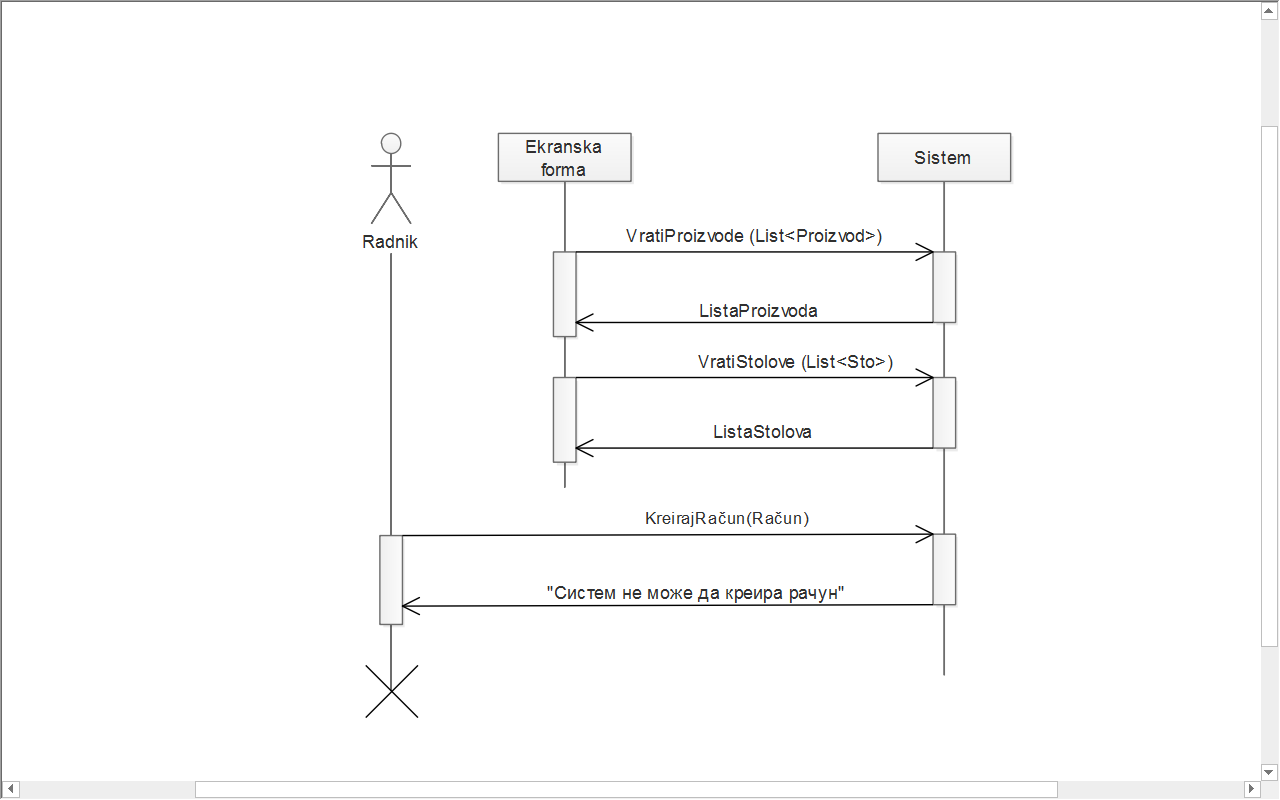 Ekranska
forma
Sistem
Radnik
VratiProizvode (List<Proizvod>)
ListaProizvoda
VratiStolove (List<Sto>)
ListaStolova
KreirajRačun(Račun)
"Систем не може да креира рачун"